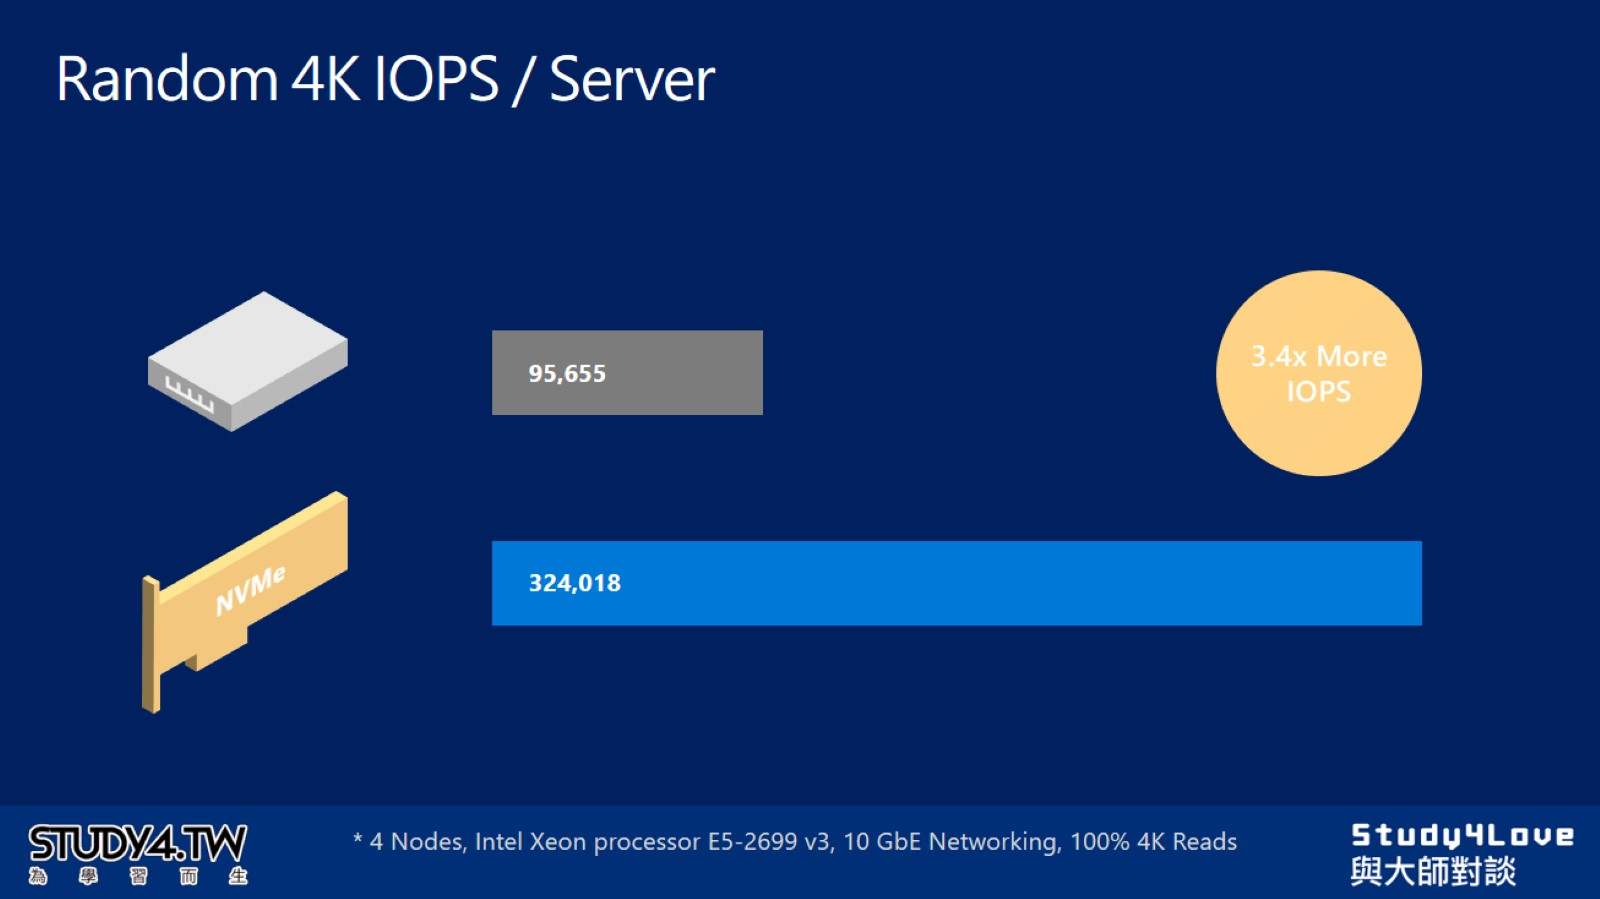 Random 4K IOPS / Server
95,655
3.4x More
IOPS
NVMe
324,018
STUDY4.TW
為學習而生
* 4 Nodes, Intel Xeon processor E5-2699 v3, 10 GbE Networking, 100% 4K Reads
Study4Love
與大師對談